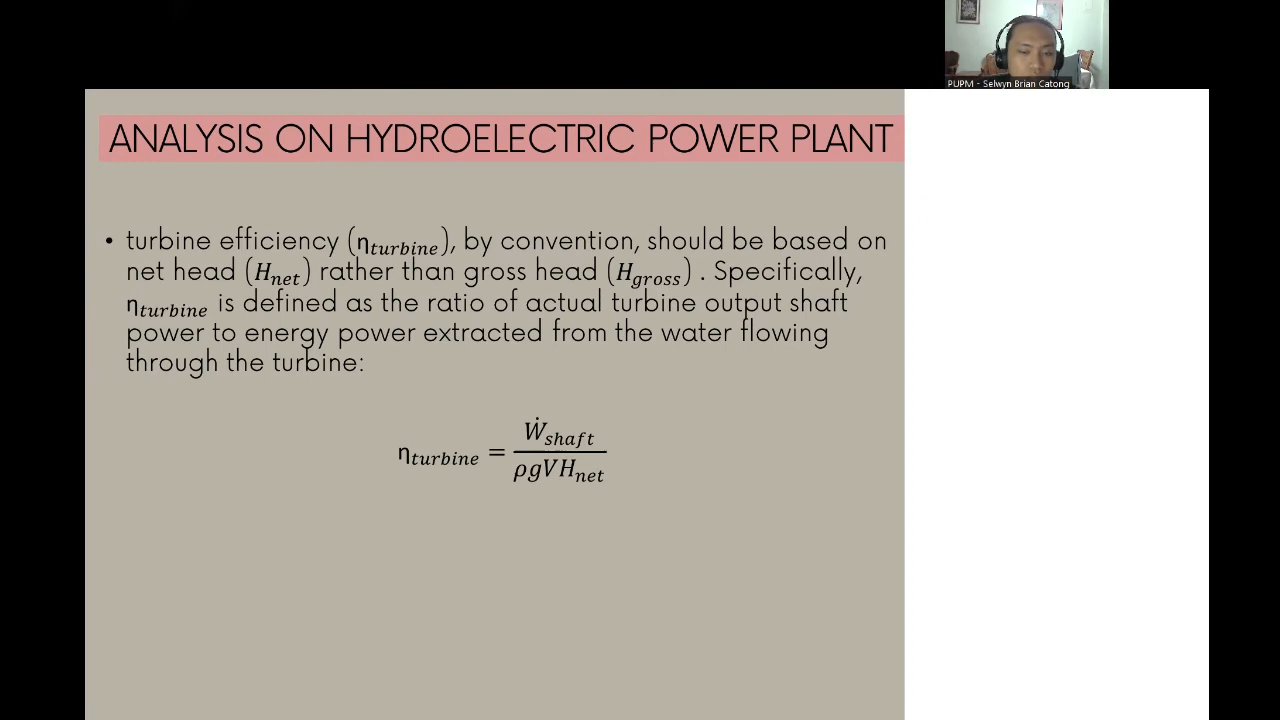 PUPM - Selwyn Brian Catong
ANALYSIS ON HYDROELECTRIC POWER PLANT
• turbine efficiency (η_turbine), by convention, should be based on
net head (H_net) rather than gross head (H_gross) . Specifically,
η_turbine is defined as the ratio of actual turbine output shaft
power to energy power extracted from the water flowing
through the turbine:
η_turbine = Ẇ_shaft / ρgVH_net